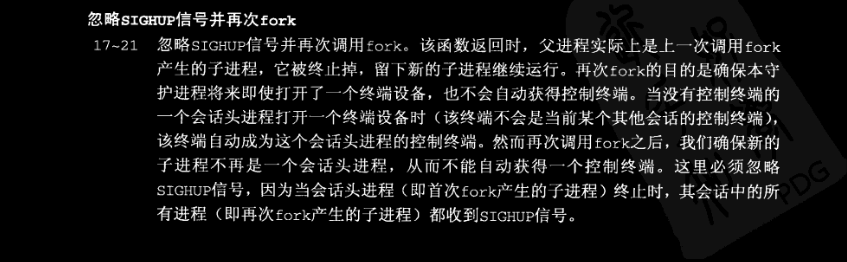 忽略SIGHUP信号并再次fork
17~21 忽略SIGHUP信号并再次调用fork。该函数返回时，父进程实际上是上一次调用fork
产生的子进程，它被终止掉，留下新的子进程继续运行。再次fork的目的是确保本守
护进程将来即使打开了一个终端设备，也不会自动获得控制终端。当没有控制终端的
一个会话头进程打开一个终端设备时（该终端不会是当前某个其他会话的控制终端），
该终端自动成为这个会话头进程的控制终端。然而再次调用fork之后，我们确保新的
子进程不再是一个会话头进程，从而不能自动获得一个控制终端。这里必须忽略
SIGHUP信号，因为当会话头进程（即首次fork产生的子进程）终止时，其会话中的所
有进程（即再次fork产生的子进程）都收到SIGHUP信号。
PDG